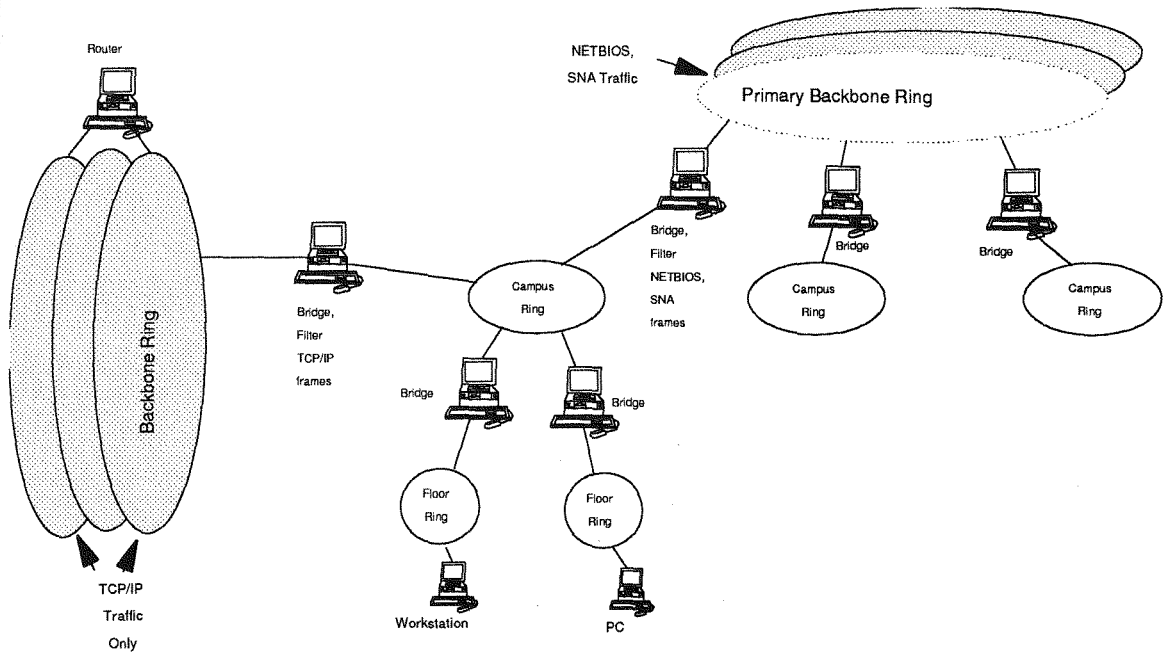 Router
NETBIOS,
SNA Traffic
Primary Backbone Ring
Backbone Ring
Bridge,
Filter
TCP/IP
frames
Bridge,
Filter
NETBIOS,
SNA
frames
Bridge
Bridge
Campus
Ring
Campus
Ring
Campus
Ring
Bridge
Bridge
Floor
Ring
Floor
Ring
TCP/IP
Traffic
Only
Workstation
PC